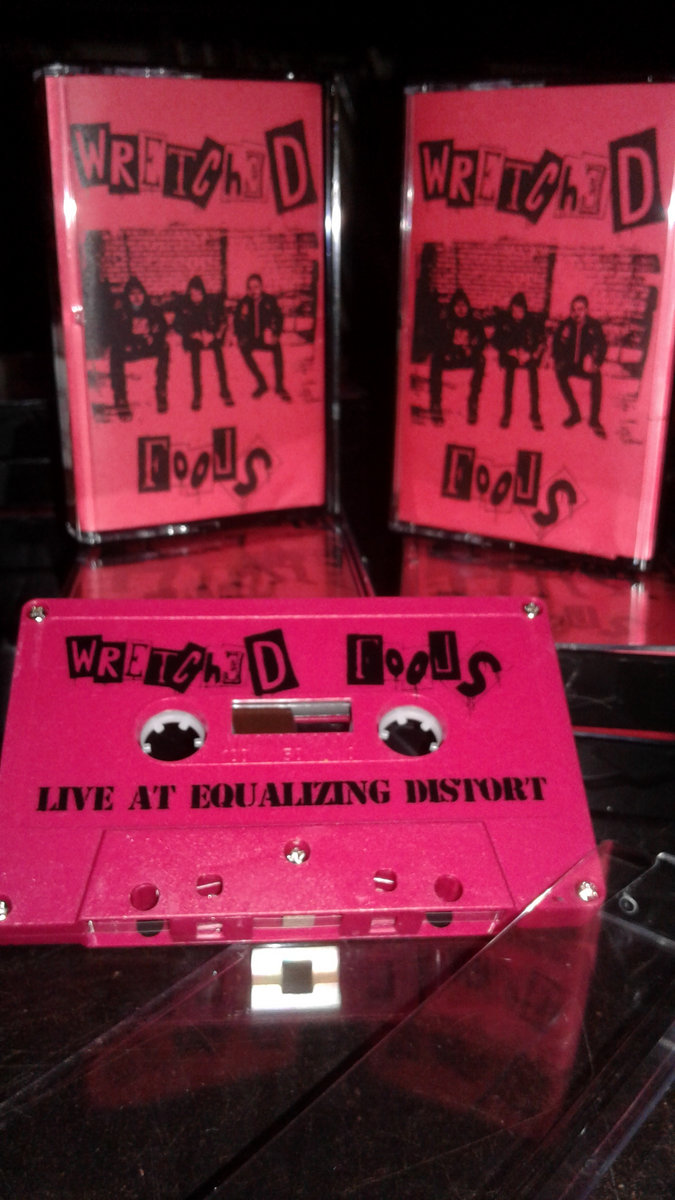 WRETChED
FOOLS
WRETChED
FOOLS
WRETChED FOOLS
LIVE AT EQUALIZING DISTORT